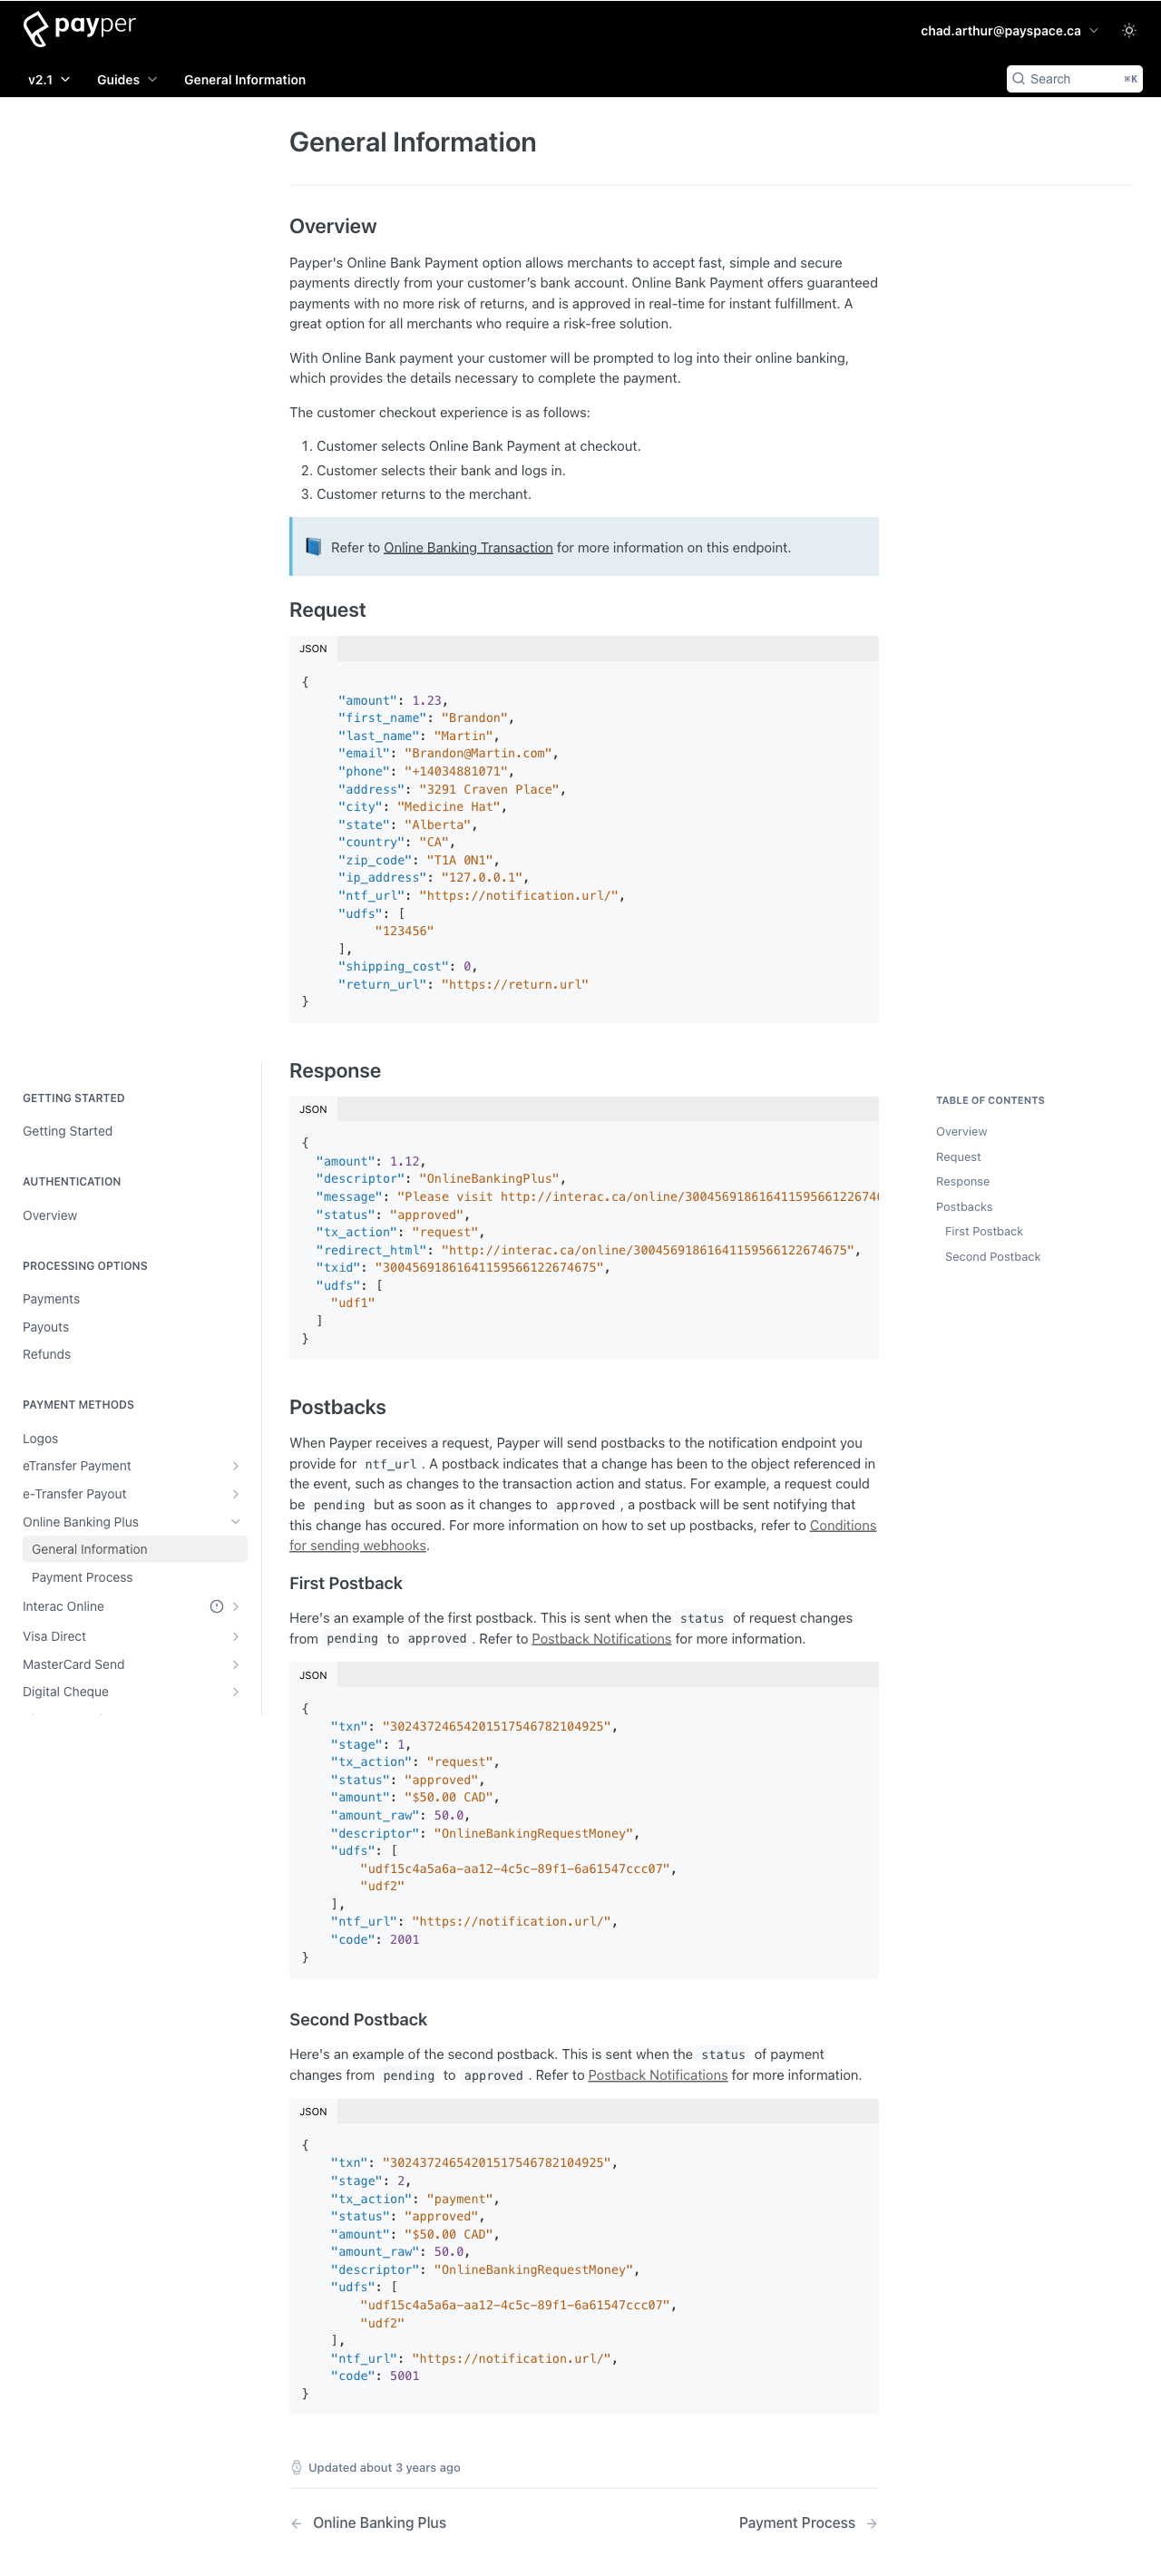 payper
chad.arthur@payspace.ca
v2.1
Guides
General Information
Search
⌘K
General Information
Overview
Payper's Online Bank Payment option allows merchants to accept fast, simple and secure
payments directly from your customer's bank account. Online Bank Payment offers guaranteed
payments with no more risk of returns, and is approved in real-time for instant fulfillment. A
great option for all merchants who require a risk-free solution.
With Online Bank payment your customer will be prompted to log into their online banking,
which provides the details necessary to complete the payment.
The customer checkout experience is as follows:
1. Customer selects Online Bank Payment at checkout.
2. Customer selects their bank and logs in.
3. Customer returns to the merchant.
Refer to Online Banking Transaction for more information on this endpoint.
Request
JSON
{
"amount": 1.23,
"first_name": "Brandon",
"last_name": "Martin",
"email": "Brandon@Martin.com",
"phone": "+14034881071",
"address": "3291 Craven Place",
"city": "Medicine Hat",
"state": "Alberta",
"country": "CA",
"zip_code": "T1A 0N1",
"ip_address": "127.0.0.1",
"ntf_url": "https://notification.url/",
"udfs": [
"123456"
],
"shipping_cost": 0,
"return_url": "https://return.url"
}
Response
JSON
{
"amount": 1.12,
"descriptor": "OnlineBankingPlus",
"message": "Please visit http://interac.ca/online/300456918616411595661226746
"status": "approved",
"tx_action": "request",
"redirect_html": "http://interac.ca/online/30045691861641159566122674675",
"txid": "30045691861641159566122674675",
"udfs": [
"udf1"
]
}
Postbacks
When Payper receives a request, Payper will send postbacks to the notification endpoint you
provide for ntf_url. A postback indicates that a change has been to the object referenced in
the event, such as changes to the transaction action and status. For example, a request could
be pending but as soon as it changes to approved, a postback will be sent notifying that
this change has occured. For more information on how to set up postbacks, refer to Conditions
for sending webhooks.
First Postback
Here's an example of the first postback. This is sent when the status of request changes
from pending to approved. Refer to Postback Notifications for more information.
JSON
{
"txn": "30243724654201517546782104925",
"stage": 1,
"tx_action": "request",
"status": "approved",
"amount": "$50.00 CAD",
"amount_raw": 50.0,
"descriptor": "OnlineBankingRequestMoney",
"udfs": [
"udf15c4a5a6a-aa12-4c5c-89f1-6a61547ccc07",
"udf2"
],
"ntf_url": "https://notification.url/",
"code": 2001
}
Second Postback
Here's an example of the second postback. This is sent when the status of payment
changes from pending to approved. Refer to Postback Notifications for more information.
JSON
{
"txn": "30243724654201517546782104925",
"stage": 2,
"tx_action": "payment",
"status": "approved",
"amount": "$50.00 CAD",
"amount_raw": 50.0,
"descriptor": "OnlineBankingRequestMoney",
"udfs": [
"udf15c4a5a6a-aa12-4c5c-89f1-6a61547ccc07",
"udf2"
],
"ntf_url": "https://notification.url/",
"code": 5001
}
Updated about 3 years ago
Online Banking Plus
Payment Process
GETTING STARTED
Getting Started
AUTHENTICATION
Overview
PROCESSING OPTIONS
Payments
Payouts
Refunds
PAYMENT METHODS
Logos
eTransfer Payment
e-Transfer Payout
Online Banking Plus
General Information
Payment Process
Interac Online
Visa Direct
MasterCard Send
Digital Cheque
TABLE OF CONTENTS
Overview
Request
Response
Postbacks
First Postback
Second Postback